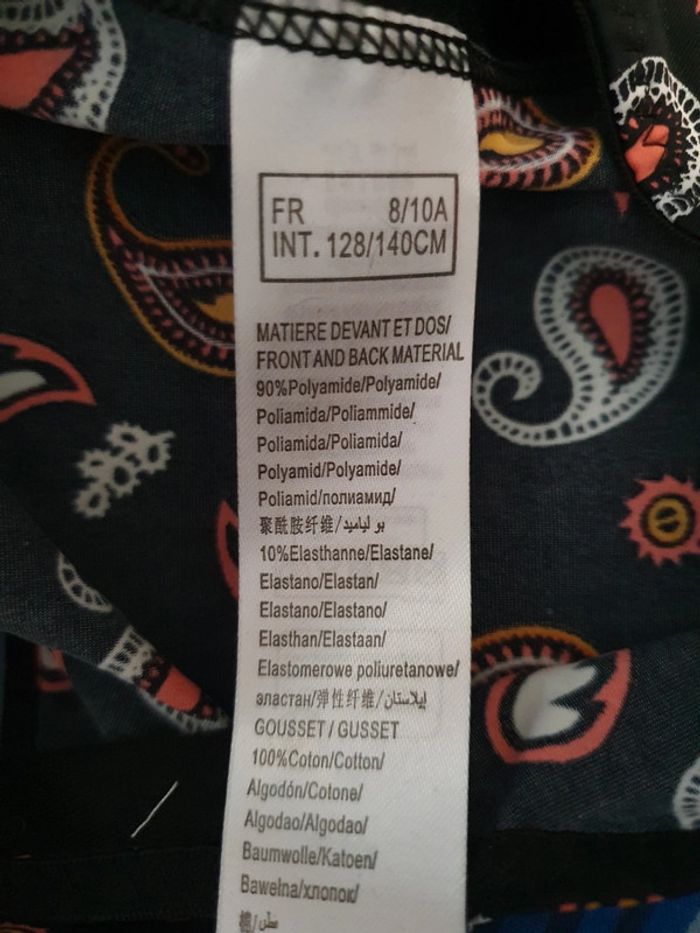 FR 8/10A
INT. 128/140CM
MATIERE DEVANT ET DOS/
FRONT AND BACK MATERIAL
90%Polyamide/Polyamide/
Poliamida/Poliammide/
Poliamida/Poliamida/
Polyamid/Polyamide/
Poliamid/полиамид/
聚酰胺纤维/بو لياميد/
10%Elasthanne/Elastane/
Elastano/Elastan/
Elastano/Elastano/
Elasthan/Elastaan/
Elastomerowe poliuretanowe/
эластан/弹性纤维/إيلاستان/
GOUSSET / GUSSET
100%Coton/Cotton/
Algodón/Cotone/
Algodao/Algodao/
Baumwolle/Katoen/
Bawełna/хлопок/
棉/قطن